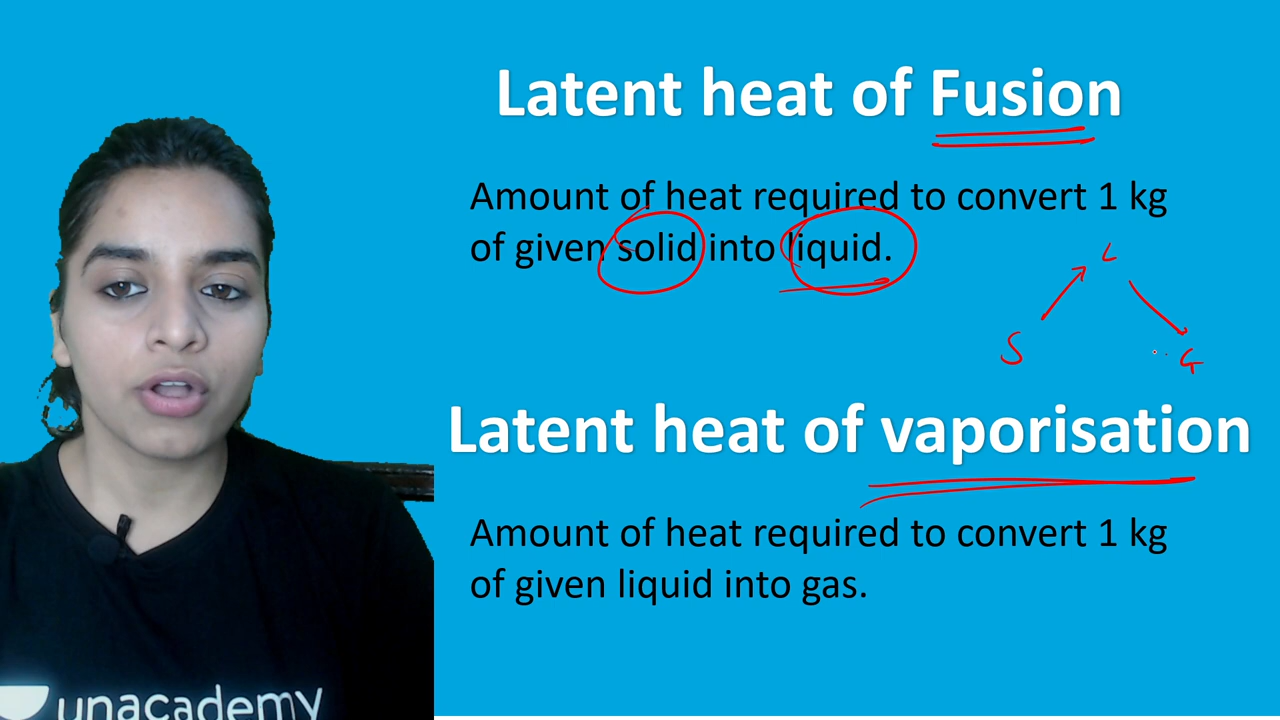 Latent heat of Fusion
Amount of heat required to convert 1 kg
of given solid into liquid.
L
S
G
Latent heat of vaporisation
Amount of heat required to convert 1 kg
of given liquid into gas.
unacademy